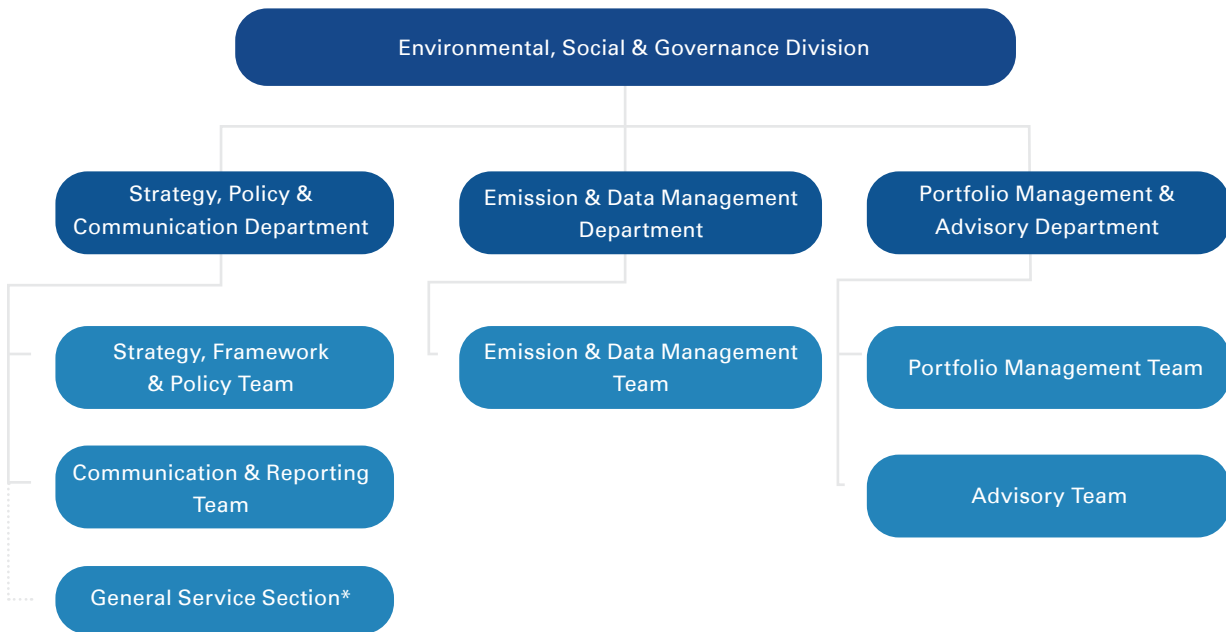 Environmental, Social & Governance Division
Strategy, Policy &
Communication Department
Emission & Data Management
Department
Portfolio Management &
Advisory Department
Strategy, Framework
& Policy Team
Emission & Data Management
Team
Portfolio Management Team
Communication & Reporting
Team
Advisory Team
General Service Section*